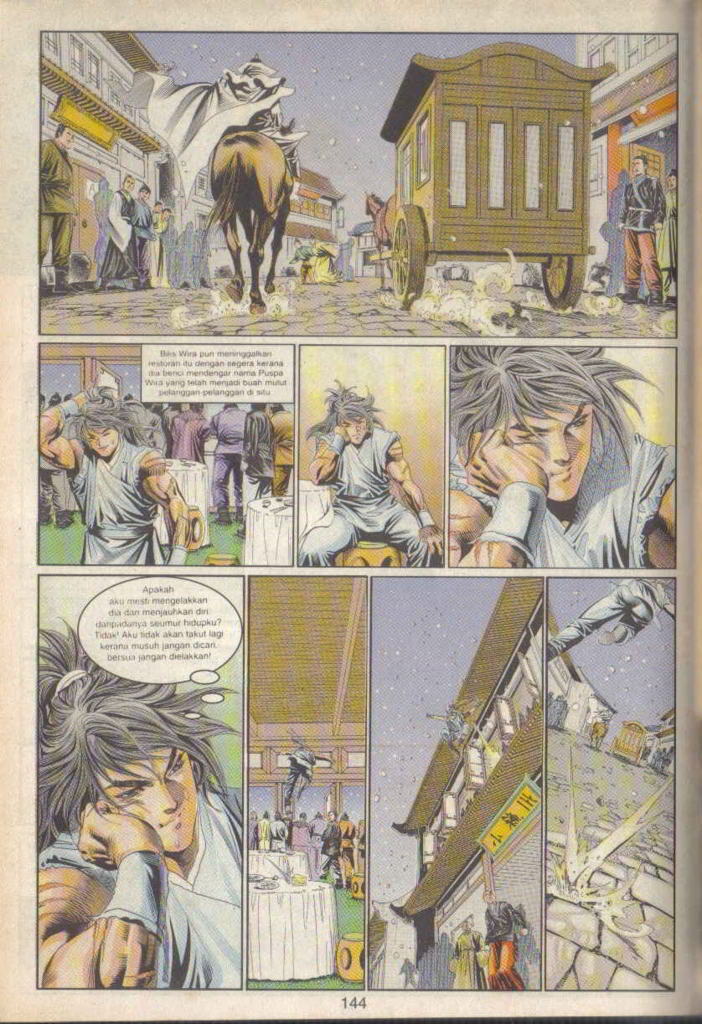 Bilis Wira pun meninggalkan
restoran itu dengan segera kerana
dia benci mendengar nama Puspa
Wira yang telah menjadi buah mulut
pelanggan-pelanggan di situ.
Apakah
aku mesti mengelakkan
dia dan menjauhkan diri
daripadanya seumur hidupku?
Tidak! Aku tidak akan takut lagi
kerana musuh jangan dicari,
bersua jangan dielakkan!
144